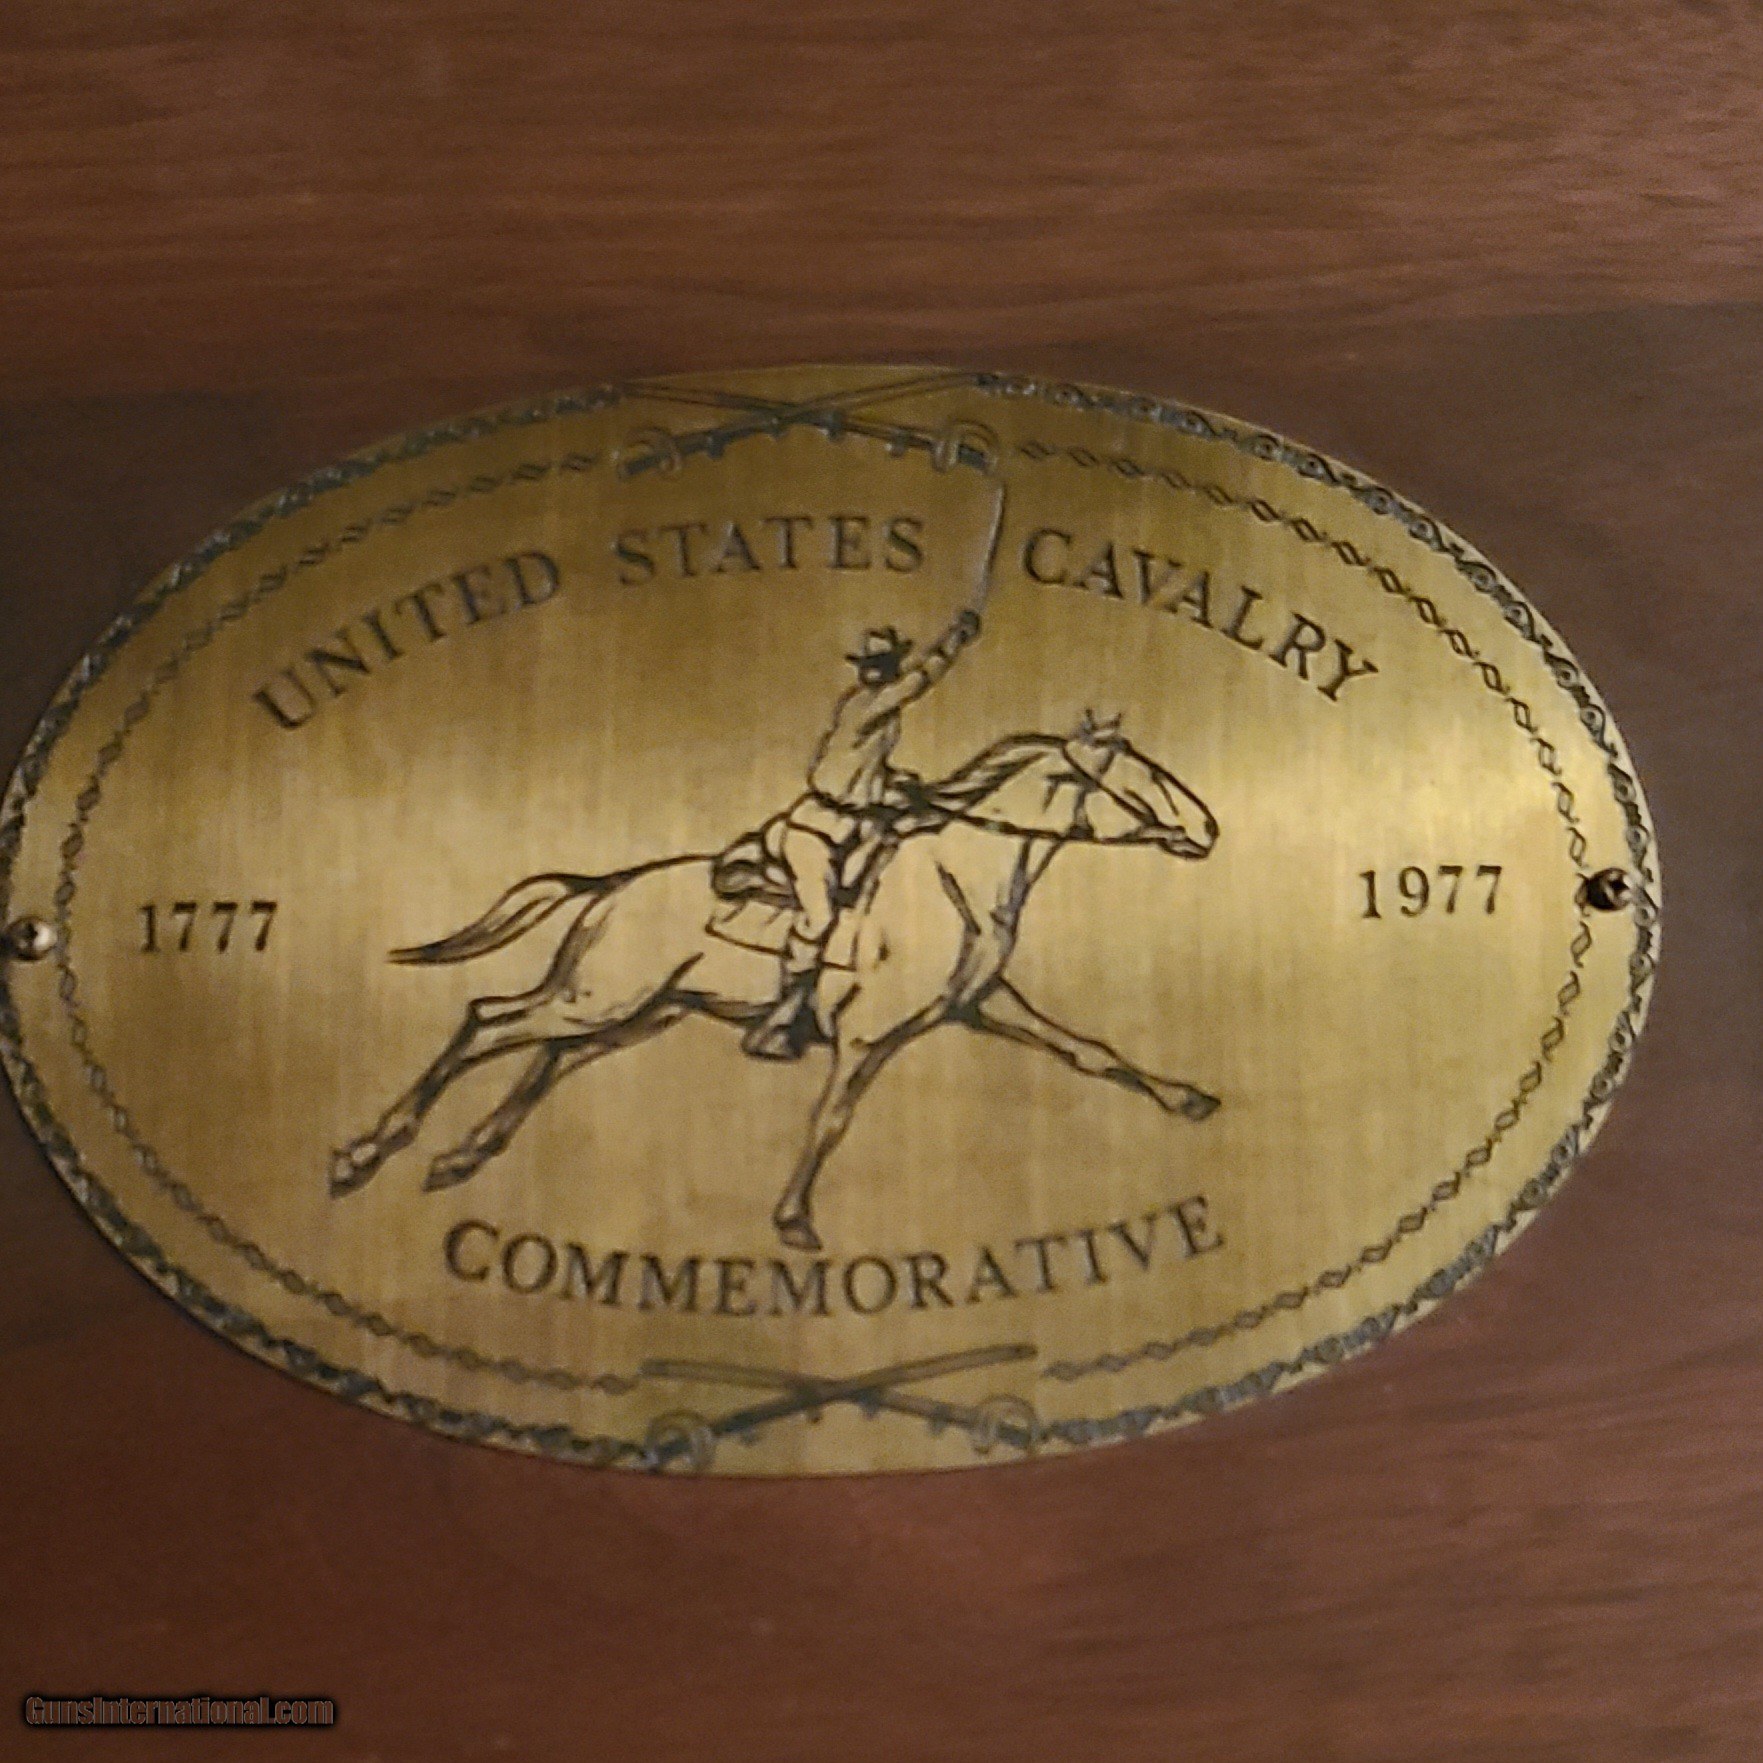 UNITED STATES CAVALRY
1777 1977
COMMEMORATIVE
GunsInternational.com